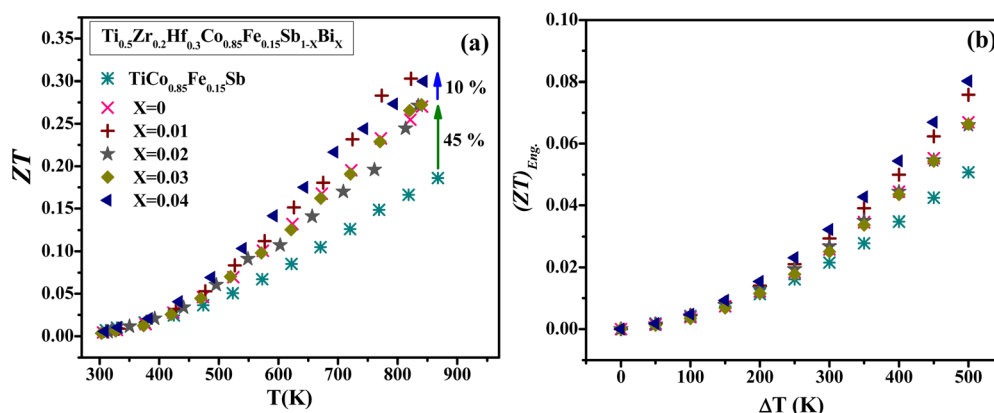 Ti0.5Zr0.2Hf0.3Co0.85Fe0.15Sb1-XBiX
(a)
TiCo0.85Fe0.15Sb
X=0
X=0.01
X=0.02
X=0.03
X=0.04
10 %
45 %
ZT
0.35
0.30
0.25
0.20
0.15
0.10
0.05
0.00
300 400 500 600 700 800 900
T(K)
(b)
(ZT)Eng.
0.10
0.08
0.06
0.04
0.02
0.00
0 100 200 300 400 500
ΔT (K)